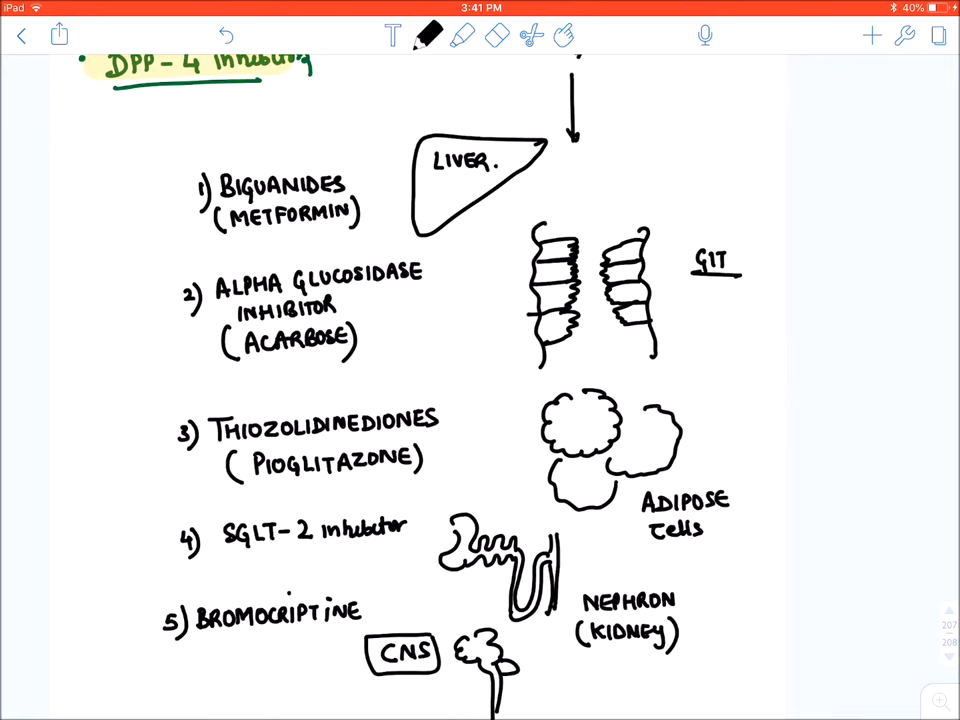 iPad
3:41 PM
40%
T
• DPP-4 Inhibitors
LIVER.
1) BIGUANIDES
(METFORMIN)
GIT
2) ALPHA GLUCOSIDASE
INHIBITOR
(ACARBOSE)
3) THIOZOLIDINEDIONES
(PIOGLITAZONE)
ADIPOSE
Cells
4) SGLT-2 inhibitor
NEPHRON
(KIDNEY)
5) BROMOCRIPTINE
CNS
207
208